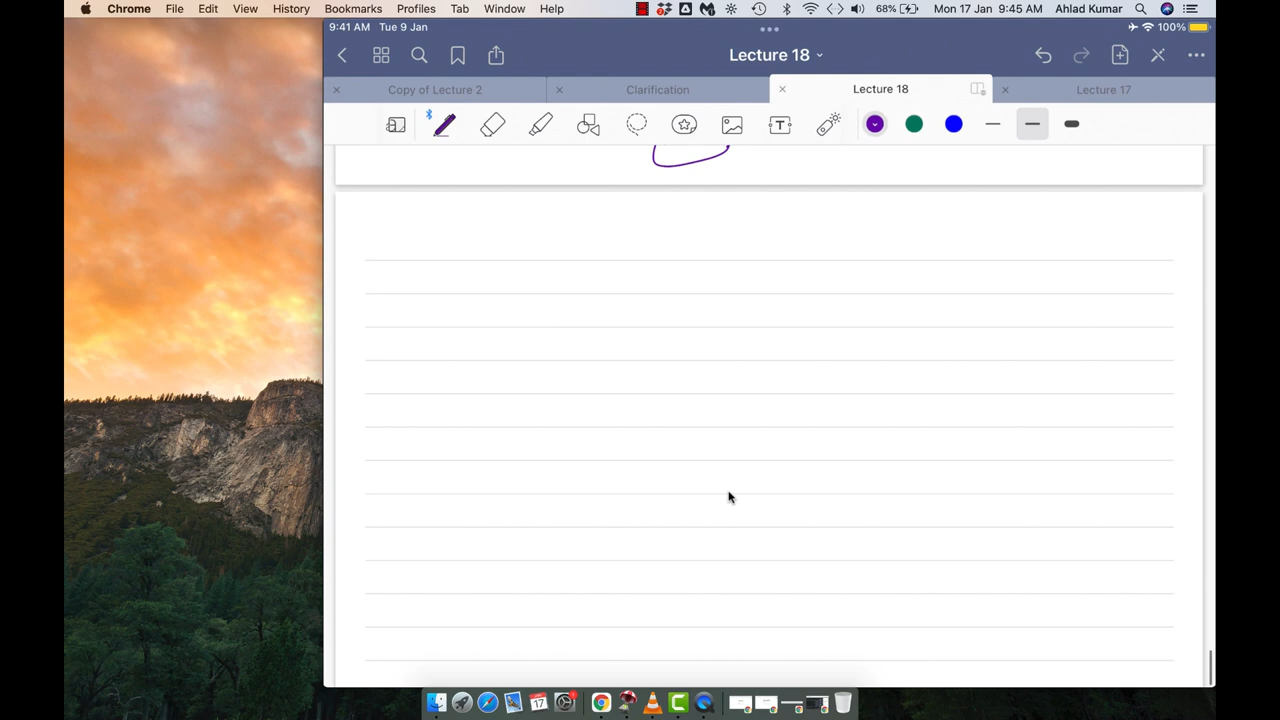 Chrome File Edit View History Bookmarks Profiles Tab Window Help 68% Mon 17 Jan 9:45 AM Ahlad Kumar
9:41 AM Tue 9 Jan 100%
Lecture 18
Copy of Lecture 2 Clarification Lecture 18 Lecture 17
T
17